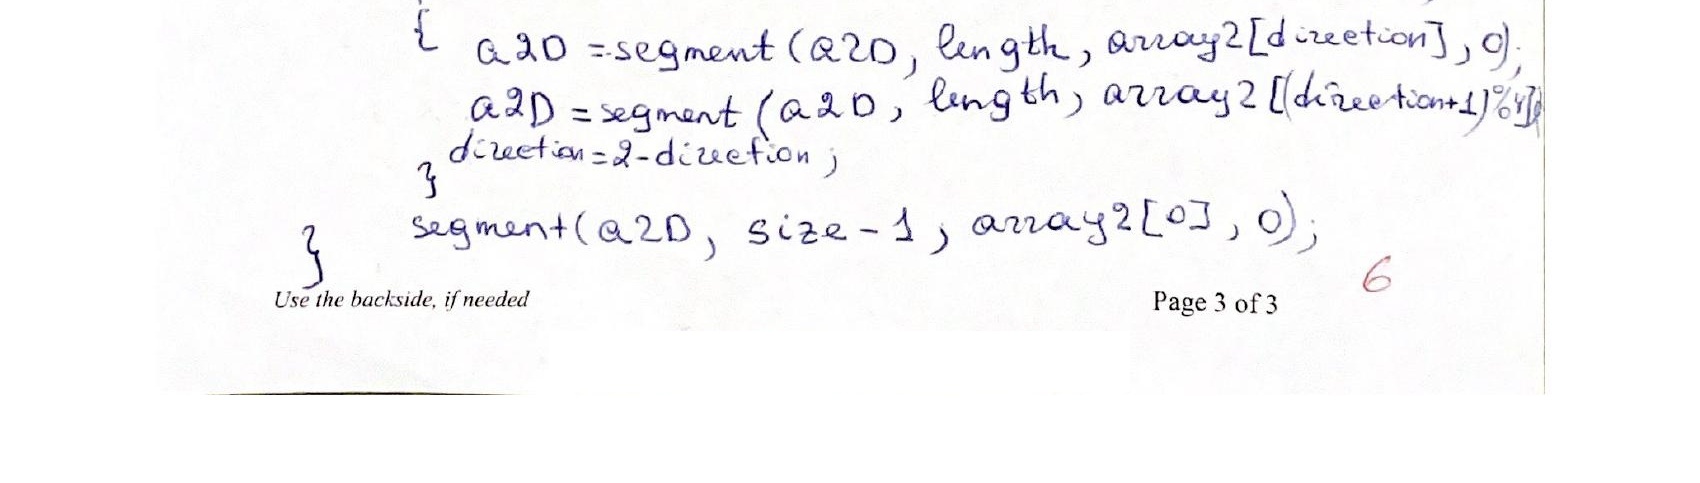 { a2D = segment (a2D, length, array2[direction], 0);
a2D = segment (a2D, length, array2 [(direction+1)%4],
direction = 2 - direction ;
}
segment(a2D, size - 1, array2[0], 0);
}
6
Use the backside, if needed Page 3 of 3